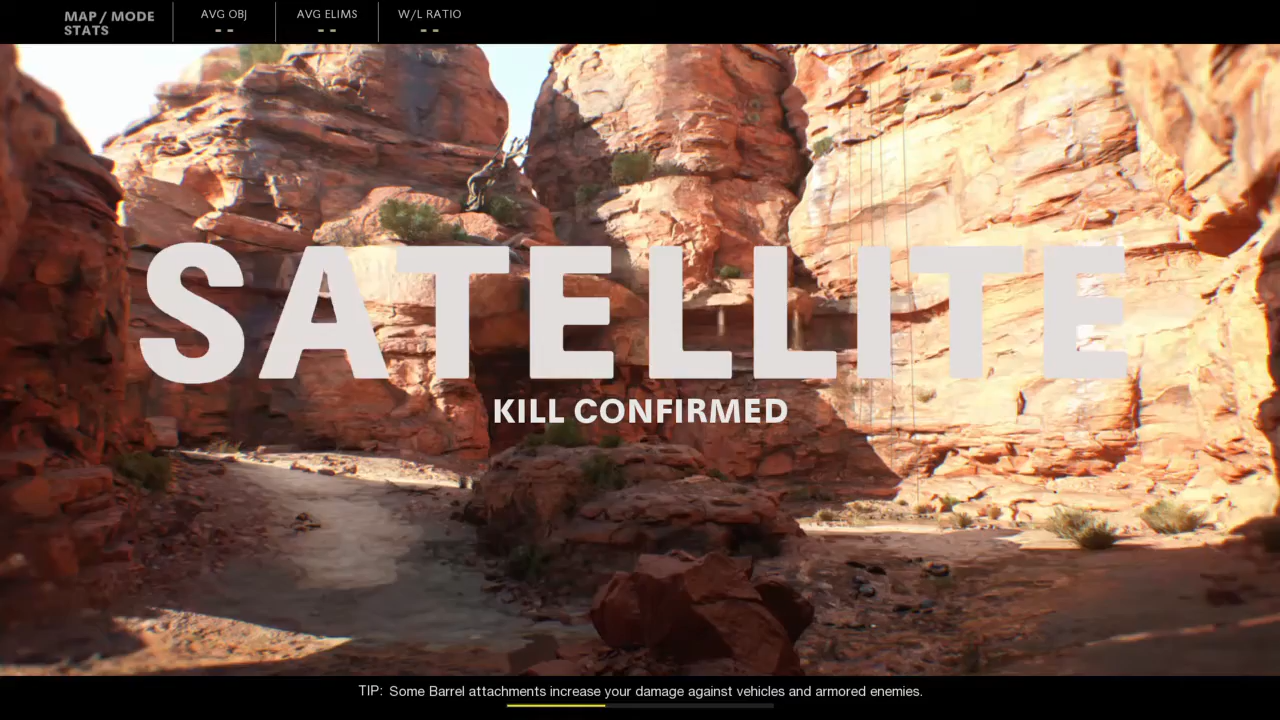 MAP / MODE
STATS
AVG OBJ
- -
AVG ELIMS
- -
W/L RATIO
- -
SATELLITE
KILL CONFIRMED
TIP: Some Barrel attachments increase your damage against vehicles and armored enemies.